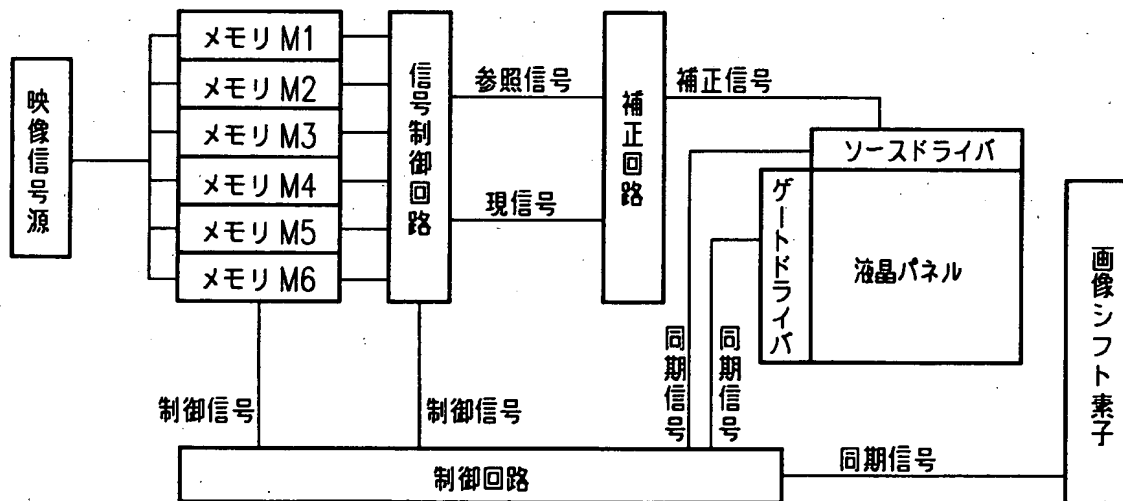 映像信号源
メモリ M1
メモリ M2
メモリ M3
メモリ M4
メモリ M5
メモリ M6
信号制御回路
参照信号
現信号
補正回路
補正信号
ソースドライバ
ゲートドライバ
液晶パネル
画像シフト素子
制御信号
制御信号
同期信号
同期信号
制御回路
同期信号